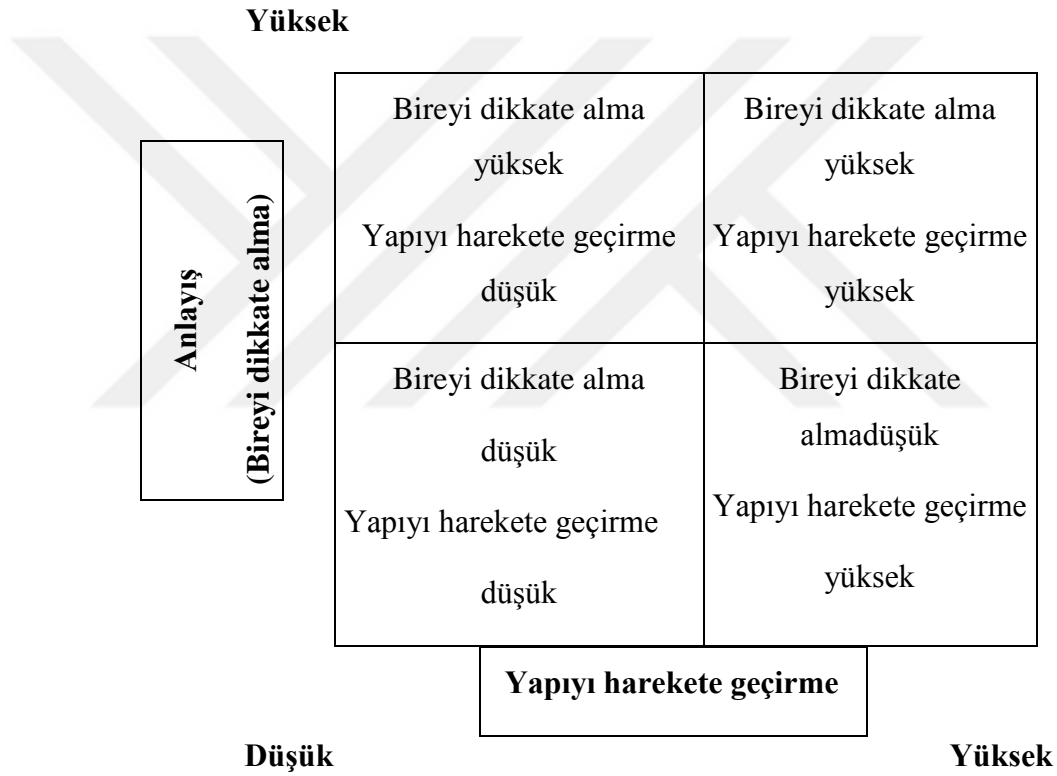 Yüksek
Bireyi dikkate alma
yüksek
Yapıyı harekete geçirme
düşük
Bireyi dikkate alma
yüksek
Yapıyı harekete geçirme
yüksek
Anlayış
(Bireyi dikkate alma)
Bireyi dikkate alma
düşük
Yapıyı harekete geçirme
düşük
Bireyi dikkate
almadüşük
Yapıyı harekete geçirme
yüksek
Yapıyı harekete geçirme
Düşük
Yüksek